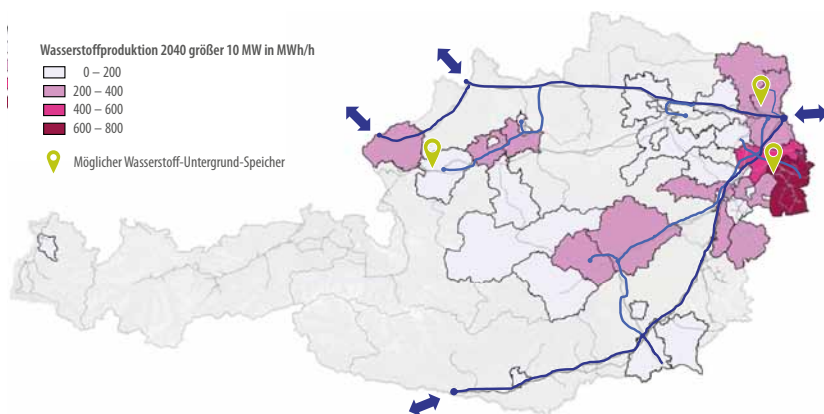 Wasserstoffproduktion 2040 größer 10 MW in MWh/h
0 – 200
200 – 400
400 – 600
600 – 800
Möglicher Wasserstoff-Untergrund-Speicher